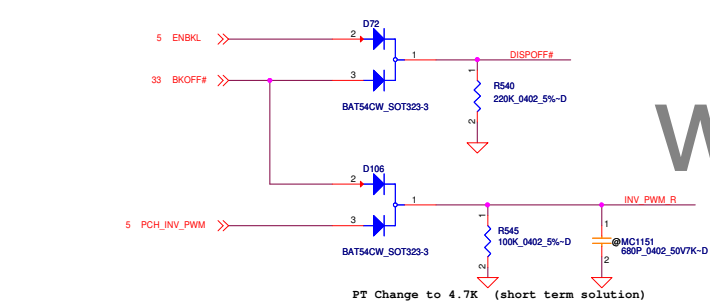 D72
5 ENBKL 2
1 DISPOFF#
33 BKOFF# 3
1
R540
220K_0402_5%~D
BAT54CW_SOT323-3
2
D106
2
1 INV_PWM_R
5 PCH_INV_PWM 3
1
R545
100K_0402_5%~D
1
@MC1151
680P_0402_50V7K~D
BAT54CW_SOT323-3
2
2
PT Change to 4.7K (short term solution)
W